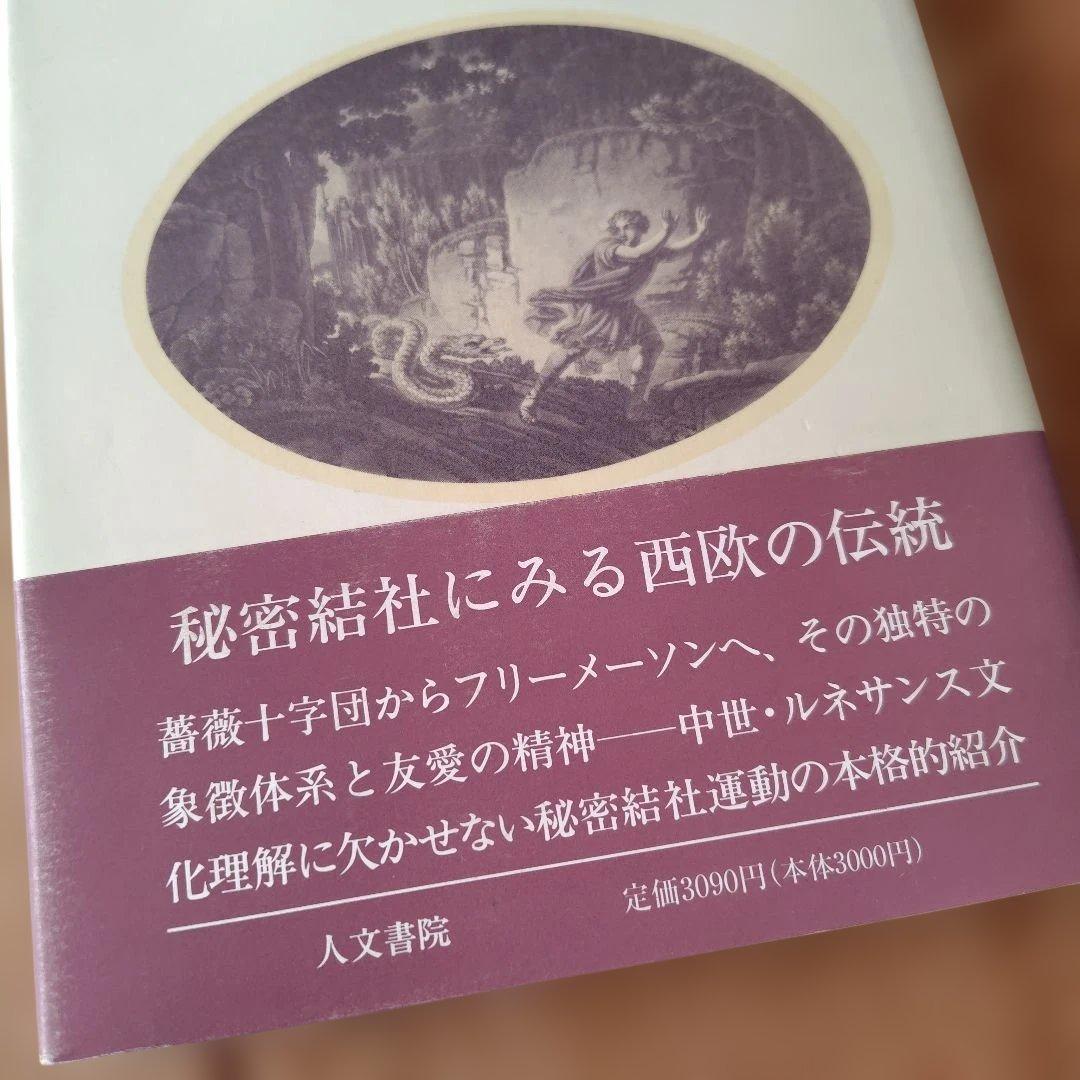 秘密結社にみる西欧の伝統
薔薇十字団からフリーメーソンへ、その独特の
象徴体系と友愛の精神――中世・ルネサンス文
化理解に欠かせない秘密結社運動の本格的紹介
人文書院
定価3090円(本体3000円)